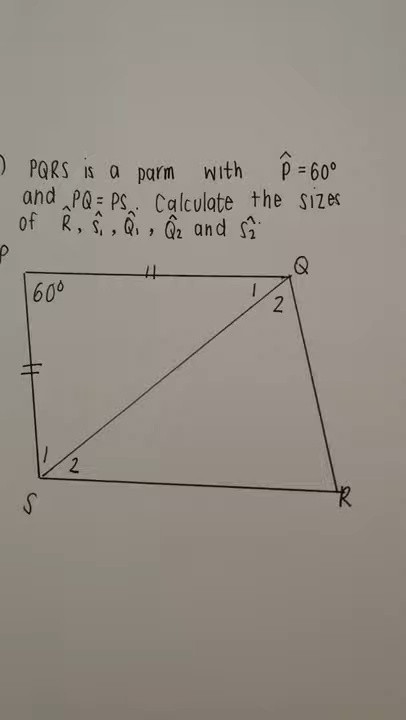 ) PQRS is a parm with P̂ = 60°
and PQ = PS. Calculate the sizes
of R̂, Ŝ₁, Q̂₁, Q̂₂ and Ŝ₂.
P
Q
60°
1
2
1
2
S
R